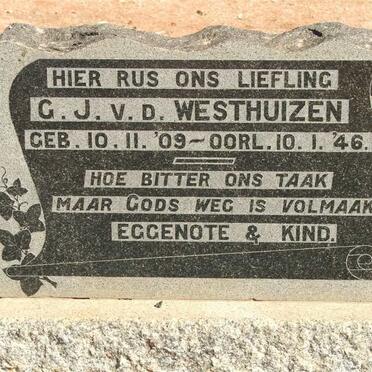 HIER RUS ONS LIEFLING
G. J. V. D. WESTHUIZEN
GEB. 10. 11. '09 – OORL. 10. 1. '46.
HOE BITTER ONS TAAK
MAAR GODS WEG IS VOLMAAK
EGGENOTE & KIND.